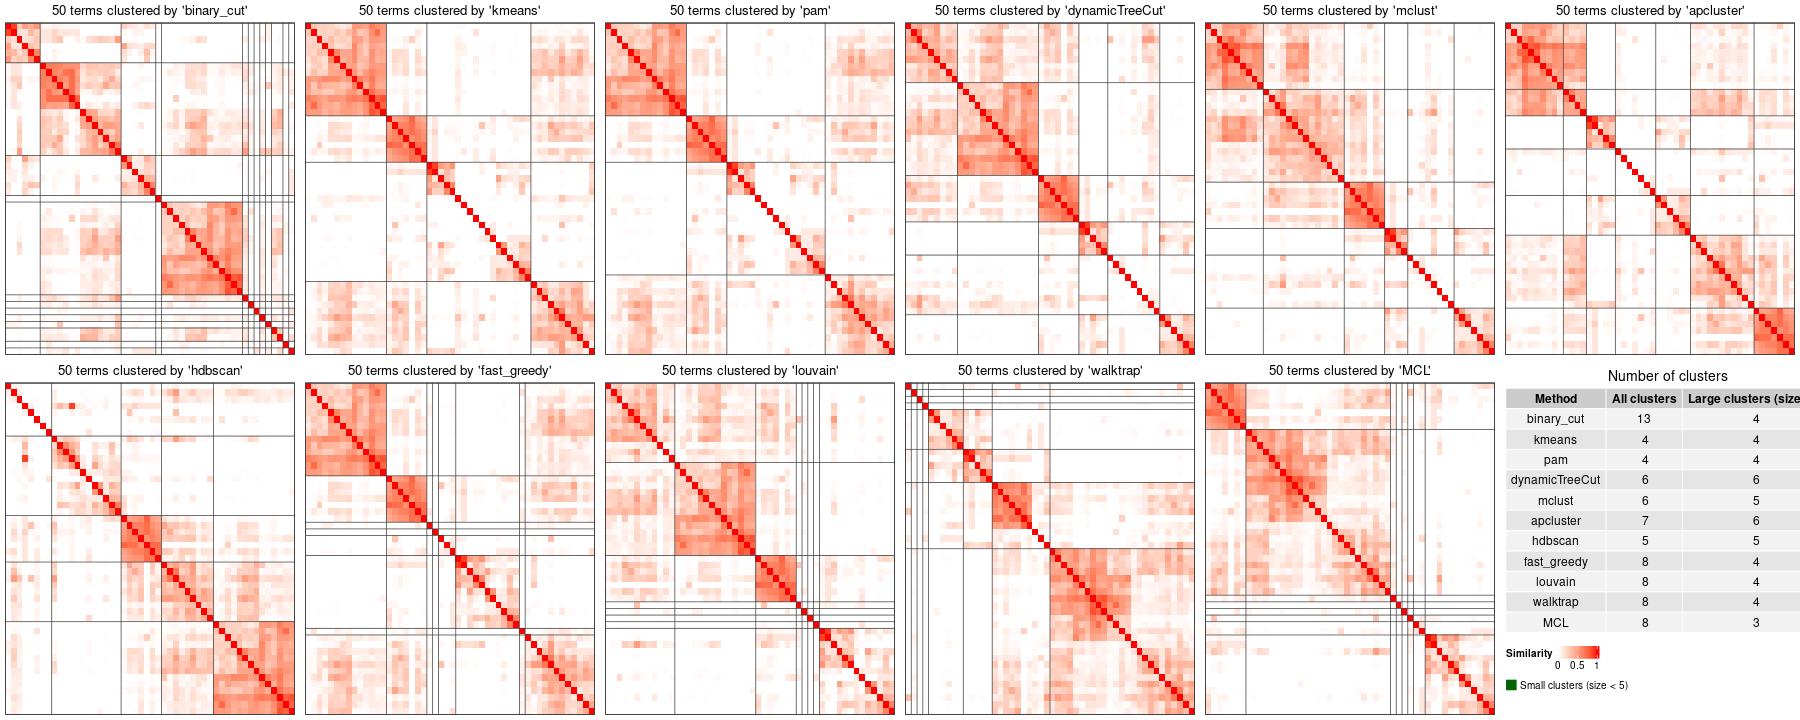 50 terms clustered by 'binary_cut'
50 terms clustered by 'kmeans'
50 terms clustered by 'pam'
50 terms clustered by 'dynamicTreeCut'
50 terms clustered by 'mclust'
50 terms clustered by 'apcluster'
50 terms clustered by 'hdbscan'
50 terms clustered by 'fast_greedy'
50 terms clustered by 'louvain'
50 terms clustered by 'walktrap'
50 terms clustered by 'MCL'
Number of clusters
Method All clusters Large clusters (size
binary_cut 13 4
kmeans 4 4
pam 4 4
dynamicTreeCut 6 6
mclust 6 5
apcluster 7 6
hdbscan 5 5
fast_greedy 8 4
louvain 8 4
walktrap 8 4
MCL 8 3
Similarity
0 0.5 1
Small clusters (size < 5)